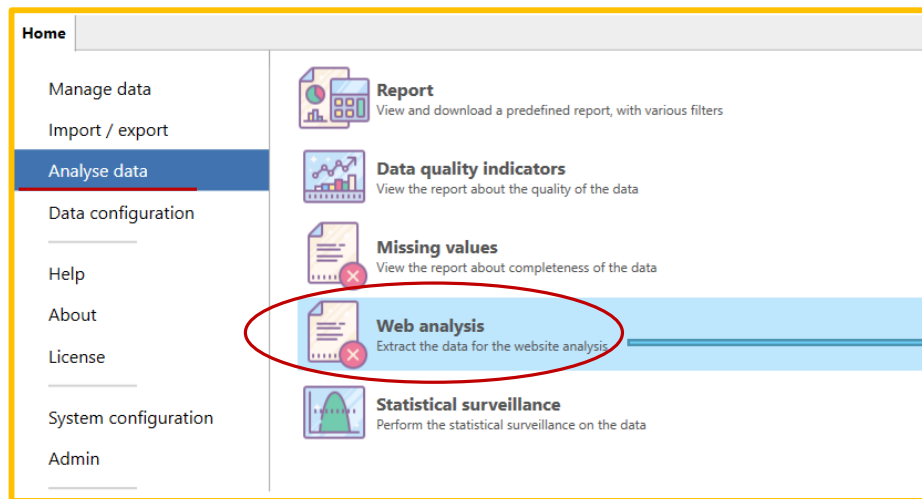 Home
Manage data
Import / export
Analyse data
Data configuration
Help
About
License
System configuration
Admin
Report
View and download a predefined report, with various filters
Data quality indicators
View the report about the quality of the data
Missing values
View the report about completeness of the data
Web analysis
Extract the data for the website analysis
Statistical surveillance
Perform the statistical surveillance on the data